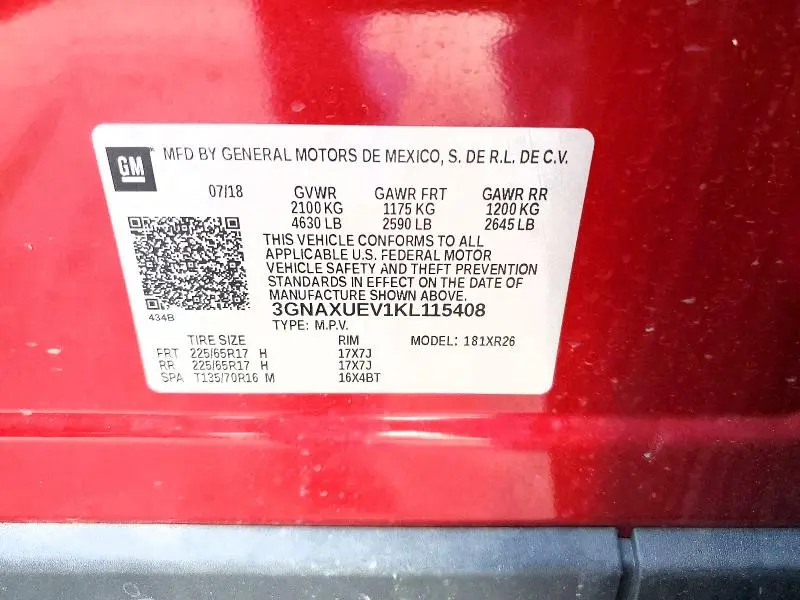 GM MFD BY GENERAL MOTORS DE MEXICO, S. DE R.L. DE C.V.
07/18 GVWR GAWR FRT GAWR RR
2100 KG 1175 KG 1200 KG
4630 LB 2590 LB 2645 LB
THIS VEHICLE CONFORMS TO ALL
APPLICABLE U.S. FEDERAL MOTOR
VEHICLE SAFETY AND THEFT PREVENTION
STANDARDS IN EFFECT ON THE DATE OF
MANUFACTURE SHOWN ABOVE.
434B 3GNAXUEV1KL115408
TYPE: M.P.V.
TIRE SIZE RIM MODEL: 181XR26
FRT 225/65R17 H 17X7J
RR 225/65R17 H 17X7J
SPA T135/70R16 M 16X4BT